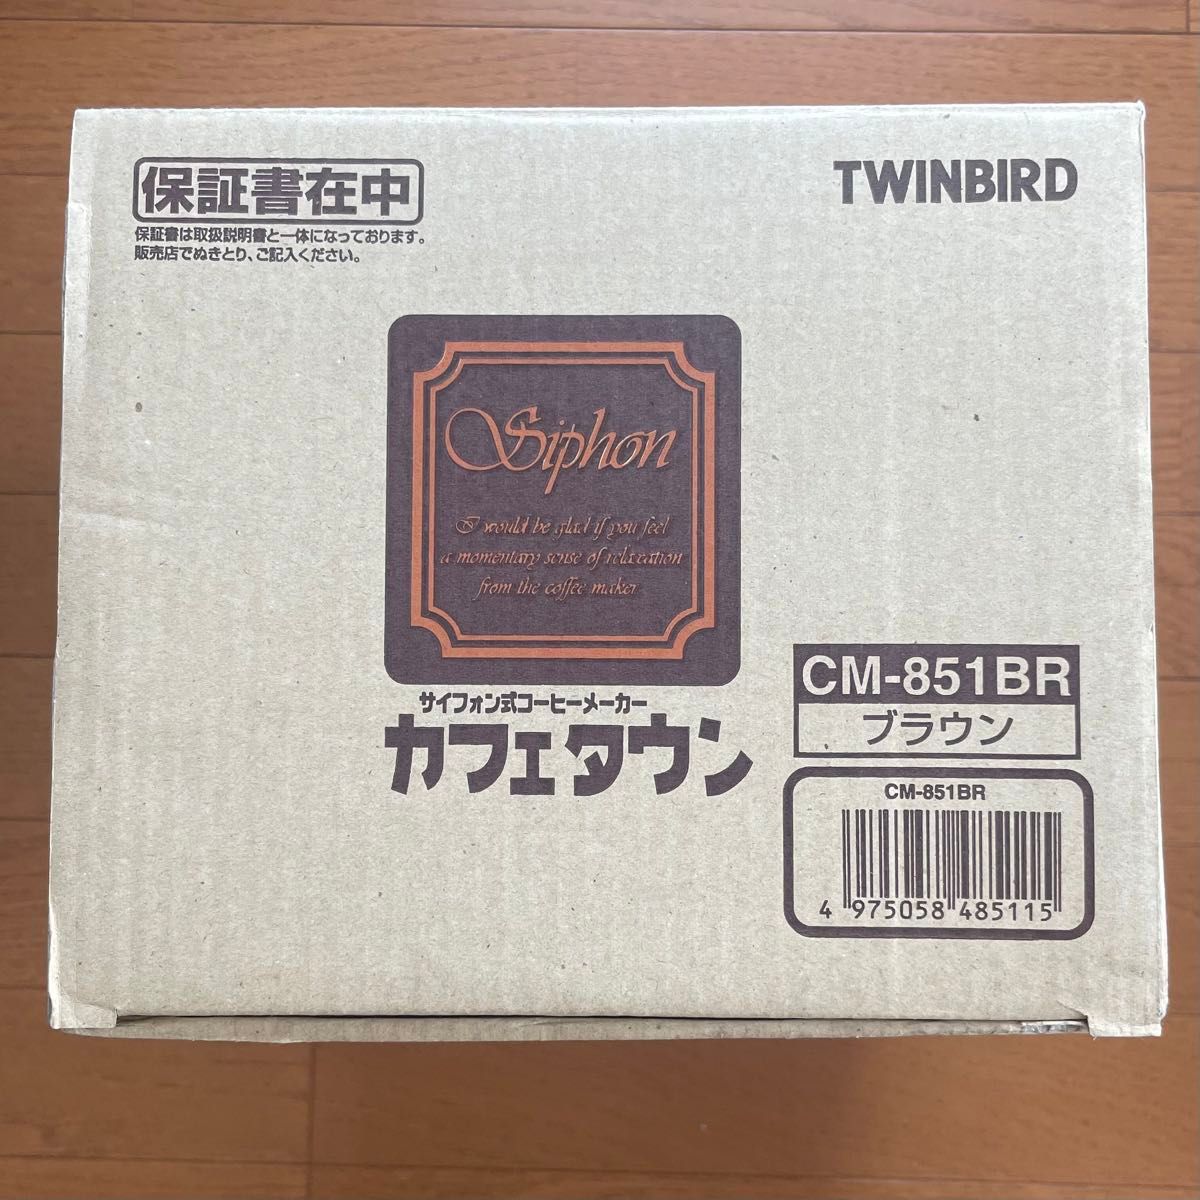 保証書在中
保証書は取扱説明書と一体になっております。
販売店でぬきとり、ご記入ください。
TWINBIRD
Siphon
I would be glad if you feel
a momentary sense of relaxation
from the coffee maker
サイフォン式コーヒーメーカー
カフェタウン
CM-851BR
ブラウン
CM-851BR
4 975058 485115